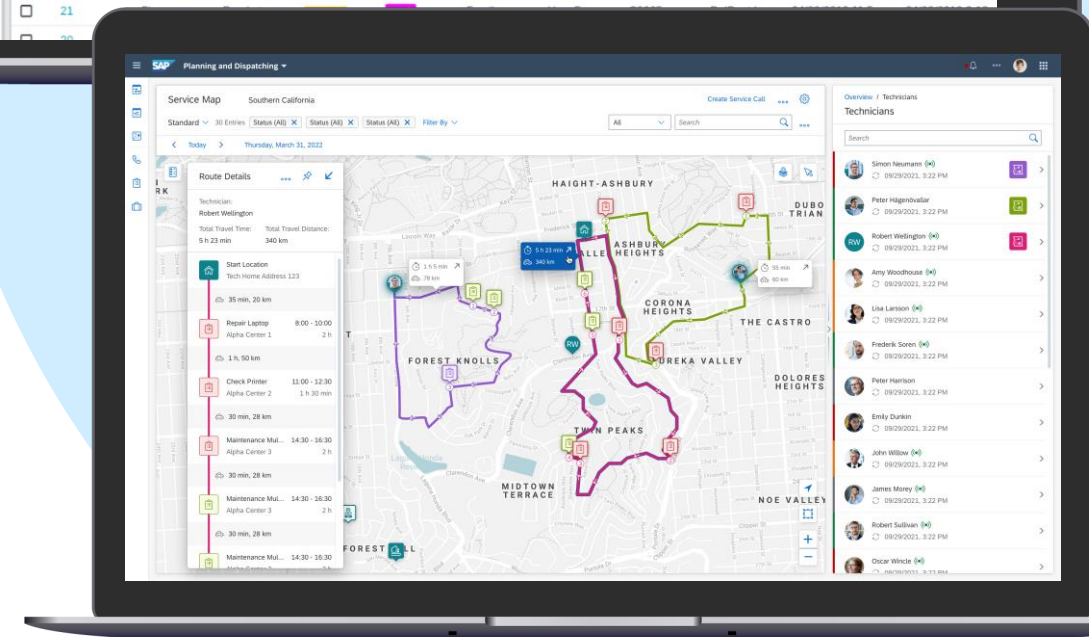 21
SAP Planning and Dispatching
Service Map Southern California
Create Service Call
Standard 30 Entries Status (All) X Status (All) X Status (All) X Filter By
All Search
Today Thursday, March 31, 2022
Route Details
Technician:
Robert Wellington
Total Travel Time: Total Travel Distance:
5 h 23 min 340 km
Start Location
Tech Home Address 123
35 min, 20 km
Repair Laptop 8:00 - 10:00
Alpha Center 1 2 h
1 h, 50 km
Check Printer 11:00 - 12:30
Alpha Center 2 1 h 30 min
30 min, 28 km
Maintenance Mul... 14:30 - 16:30
Alpha Center 3 2 h
30 min, 28 km
Maintenance Mul... 14:30 - 16:30
Alpha Center 3 2 h
30 min, 28 km
Maintenance Mul... 14:30 - 16:30
HAIGHT-ASHBURY
DUBO
TRIAN
ASHBURY
HEIGHTS
5 h 23 min
340 km
1 h 5 min
78 km
55 min
60 km
CORONA
HEIGHTS
THE CASTRO
RW
FOREST KNOLLS
EUREKA VALLEY
DOLORES
HEIGHTS
TWIN PEAKS
MIDTOWN
TERRACE
NOE VALLEY
Clarendon Ave
FOREST
Overview / Technicians
Technicians
Search
Simon Neumann
09/29/2021, 3:22 PM
Peter Hägenövallar
09/29/2021, 3:22 PM
RW
Robert Wellington
09/29/2021, 3:22 PM
Amy Woodhouse
09/29/2021, 3:22 PM
Lisa Larsson
09/29/2021, 3:22 PM
Frederik Soren
09/29/2021, 3:22 PM
Peter Harrison
09/29/2021, 3:22 PM
Emily Dunkin
09/29/2021, 3:22 PM
John Willow
09/29/2021, 3:22 PM
James Morey
09/29/2021, 3:22 PM
Robert Sullivan
09/29/2021, 3:22 PM
Oscar Wincle